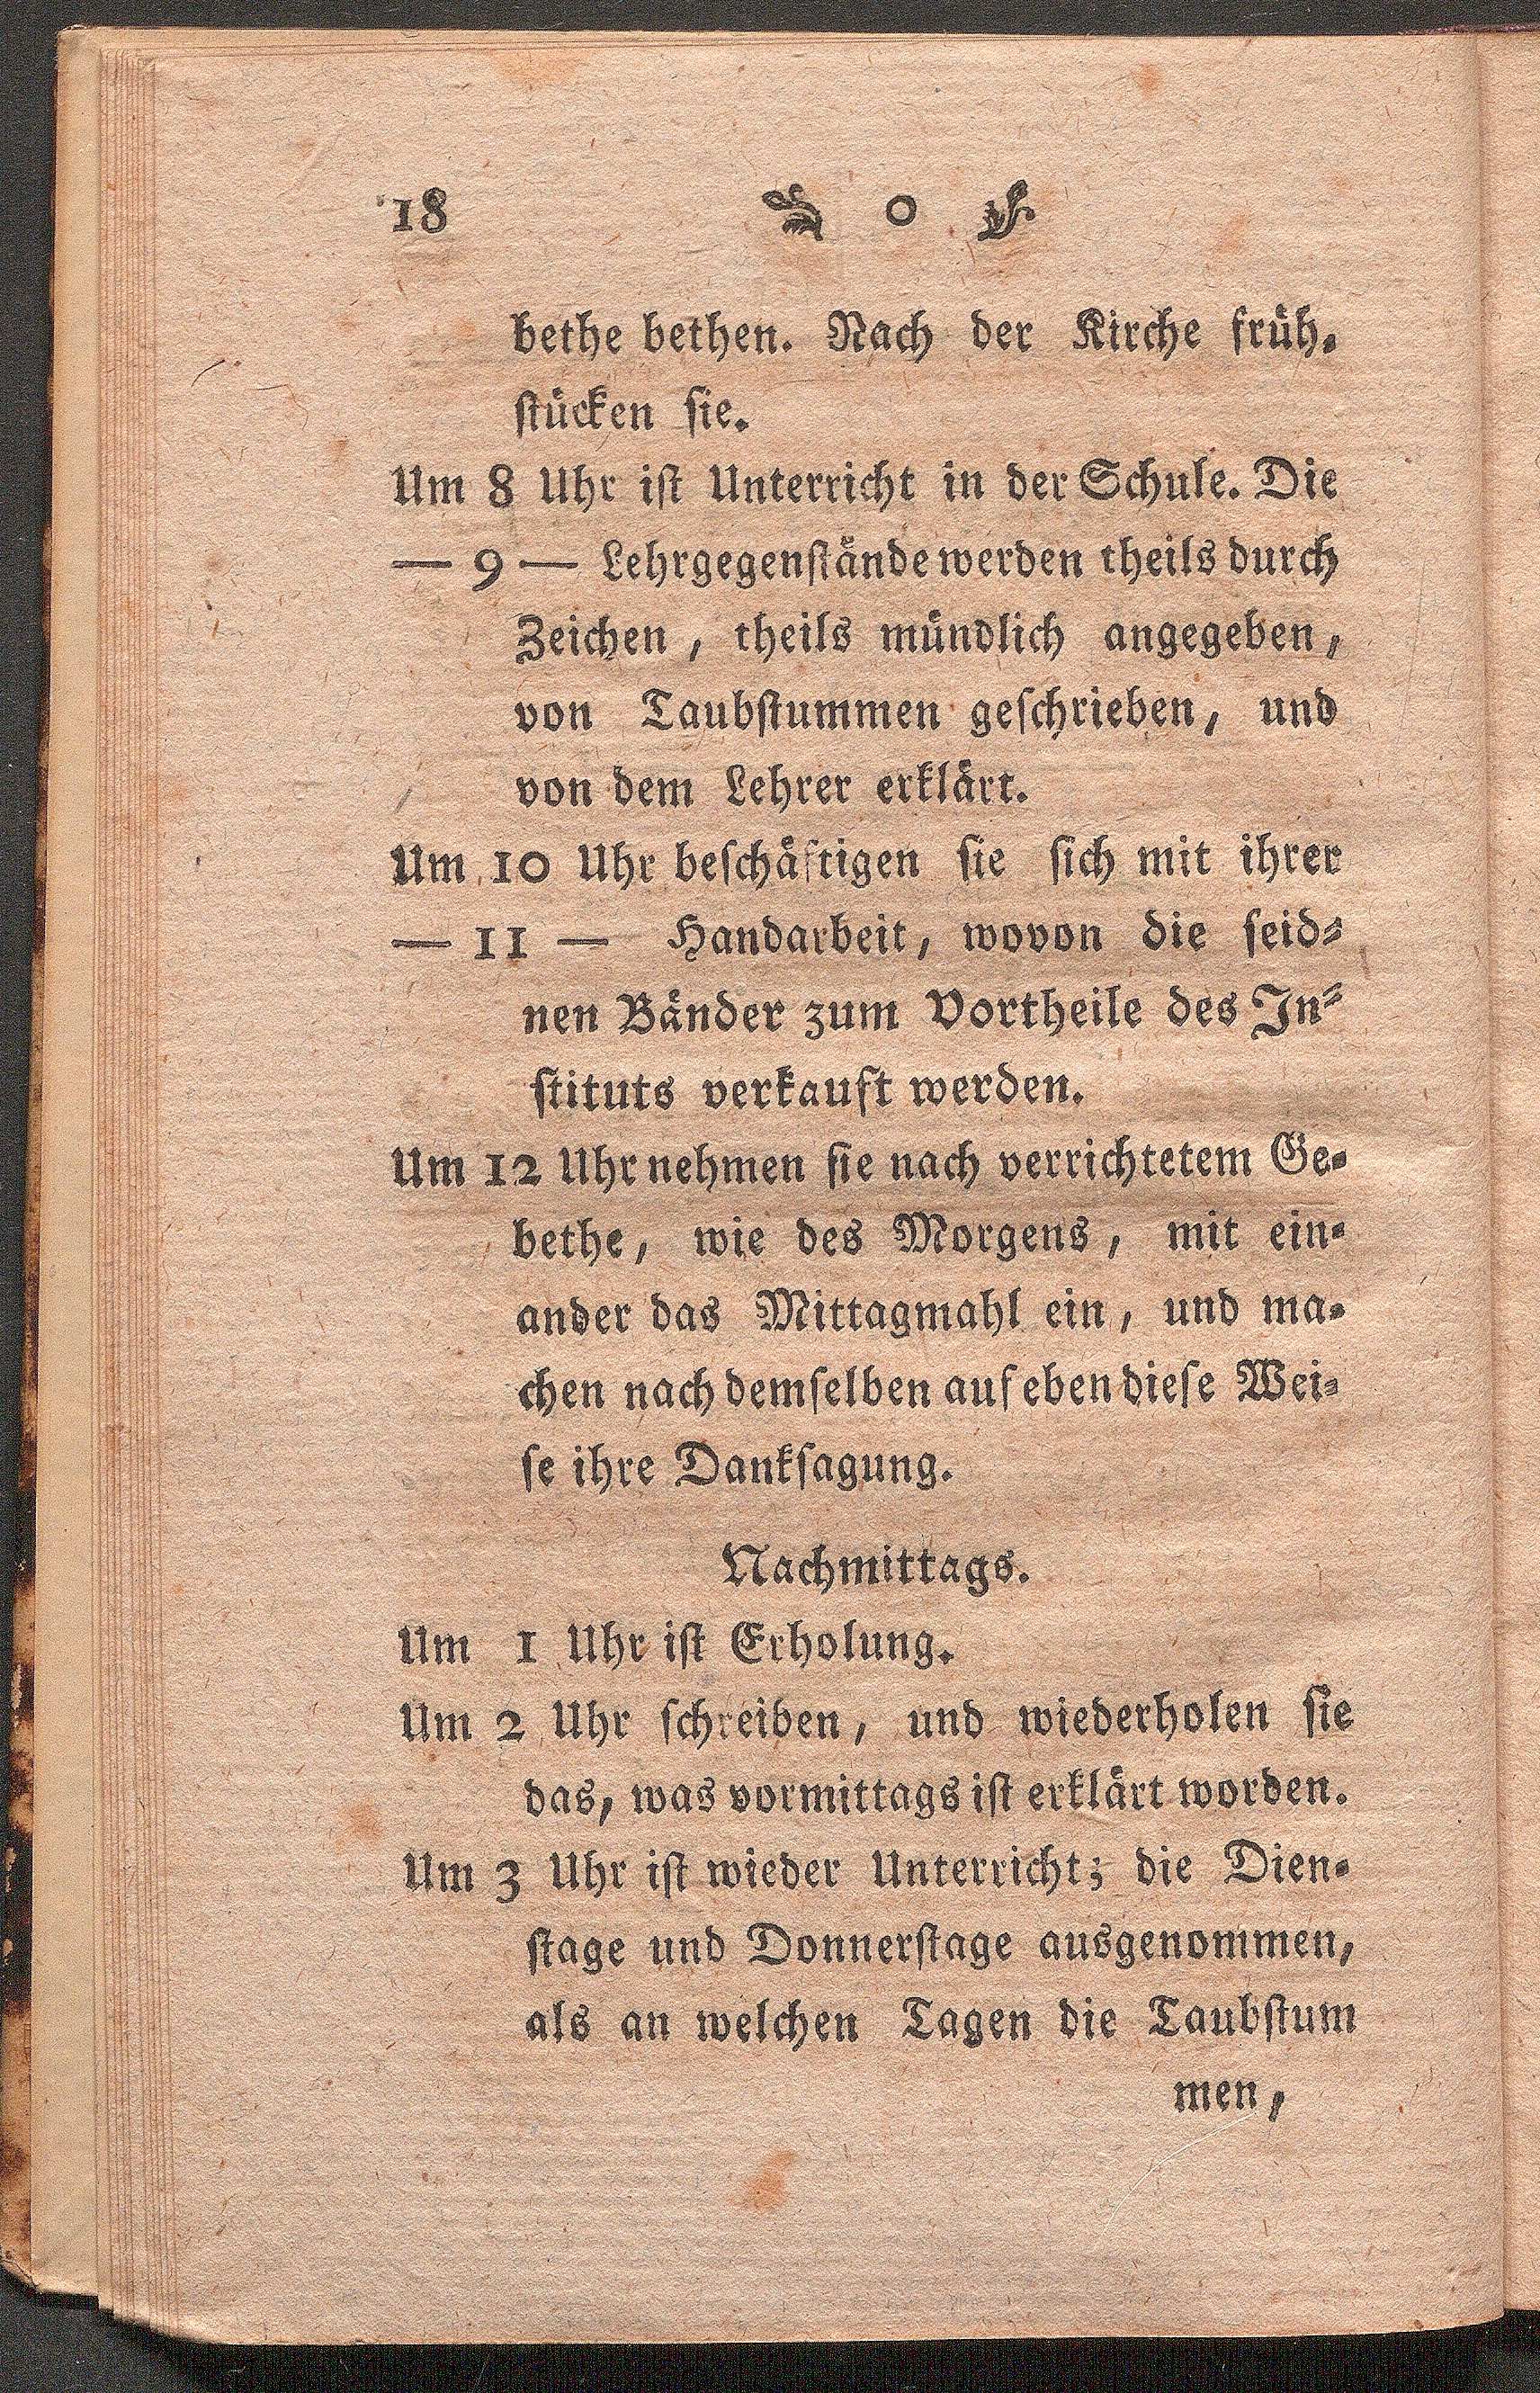 18 0
bethe bethen. Nach der Kirche früh-
stücken sie.
Um 8 Uhr ist Unterricht in der Schule. Die
— 9 — Lehrgegenstände werden theils durch
Zeichen, theils mündlich angegeben,
von Taubstummen geschrieben, und
von dem Lehrer erklärt.
Um 10 Uhr beschäftigen sie sich mit ihrer
— 11 — Handarbeit, wovon die seid-
nen Bänder zum Vortheile des In-
stituts verkauft werden.
Um 12 Uhr nehmen sie nach verrichtetem Ge-
bethe, wie des Morgens, mit ein-
ander das Mittagmahl ein, und ma-
chen nach demselben auf eben diese Wei-
se ihre Danksagung.
Nachmittags.
Um 1 Uhr ist Erholung.
Um 2 Uhr schreiben, und wiederholen sie
das, was vormittags ist erklärt worden.
Um 3 Uhr ist wieder Unterricht; die Dien-
stage und Donnerstage ausgenommen,
als an welchen Tagen die Taubstum
men,